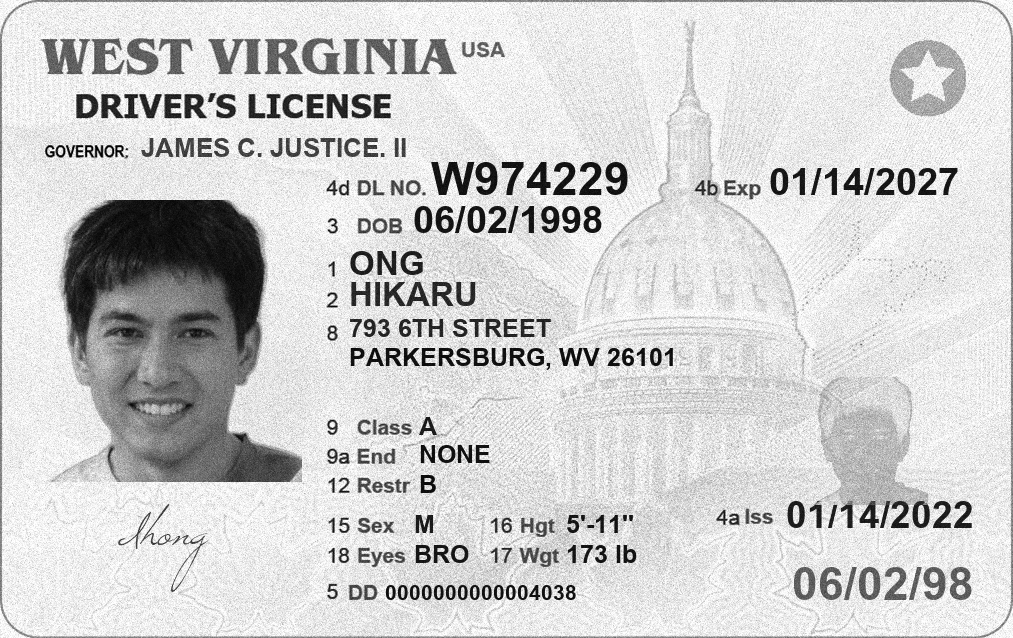 WEST VIRGINIA USA
DRIVER'S LICENSE
GOVERNOR: JAMES C. JUSTICE. II
4d DL NO. W974229 4b Exp 01/14/2027
3 DOB 06/02/1998
1 ONG
2 HIKARU
8 793 6TH STREET
PARKERSBURG, WV 26101
9 Class A
9a End NONE
12 Restr B
15 Sex M 16 Hgt 5'-11" 4a Iss 01/14/2022
18 Eyes BRO 17 Wgt 173 lb
5 DD 0000000000004038 06/02/98